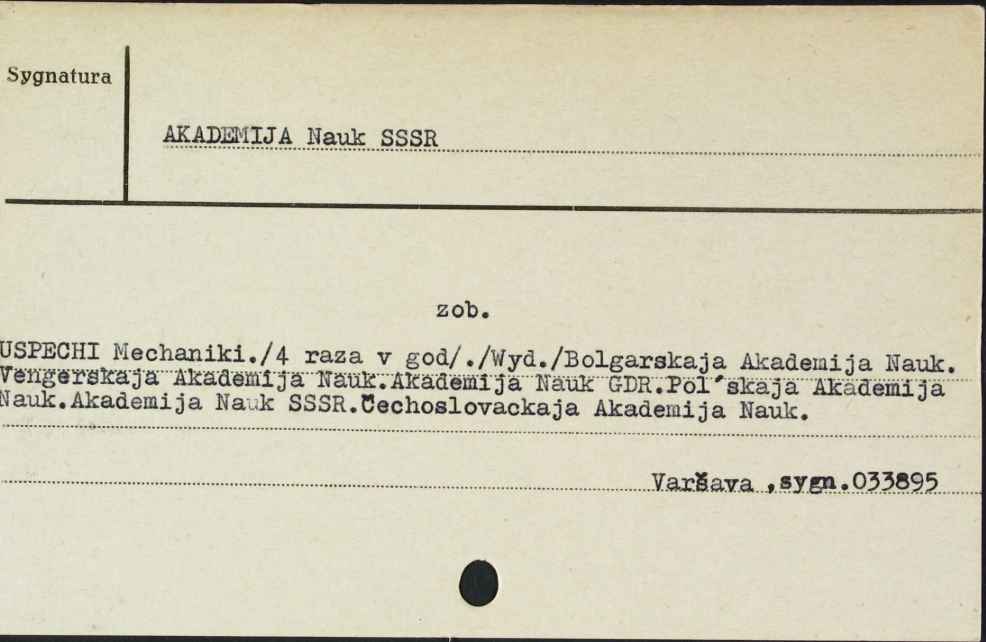 Sygnatura
AKADEMIJA Nauk SSSR
zob.
USPECHI Mechaniki./4 raza v god/./Wyd./Bolgarskaja Akademija Nauk.
Vengerskaja Akademija Nauk.Akademija Nauk GDR.Pol´skaja Akademija
Nauk.Akademija Nauk SSSR.Čechoslovackaja Akademija Nauk.
Varšava ,sygn.033895